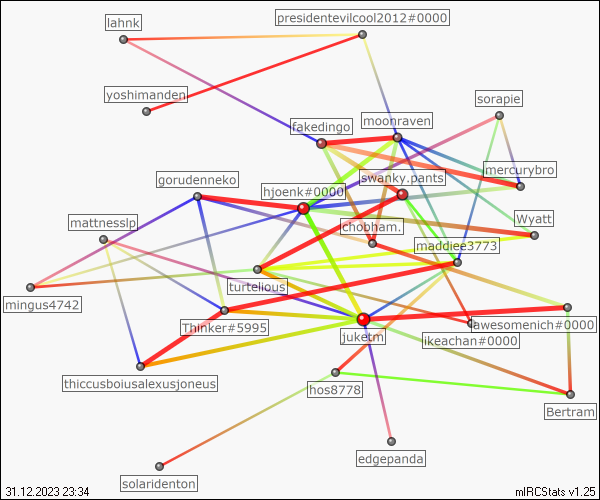 presidentevilcool2012#0000
lahnk
yoshimanden
sorapie
moonraven
fakedingo
mercurybro
gorudenneko
swanky.pants
hjoenk#0000
mattnesslp
Wyatt
chobham.
maddiee3773
mingus4742
turtelious
Thinker#5995
awesomenich#0000
juketm
ikeachan#0000
thiccusboiusalexusjoneus
hos8778
Bertram
edgepanda
solaridenton
31.12.2023 23:34
mIRCStats v1.25